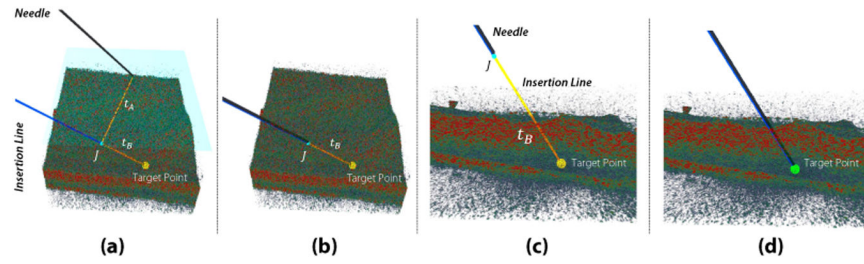 Needle
Insertion Line
t_A
t_B
J
Target Point
t_B
J
Target Point
Needle
J
Insertion Line
t_B
Target Point
Target Point
(a)
(b)
(c)
(d)